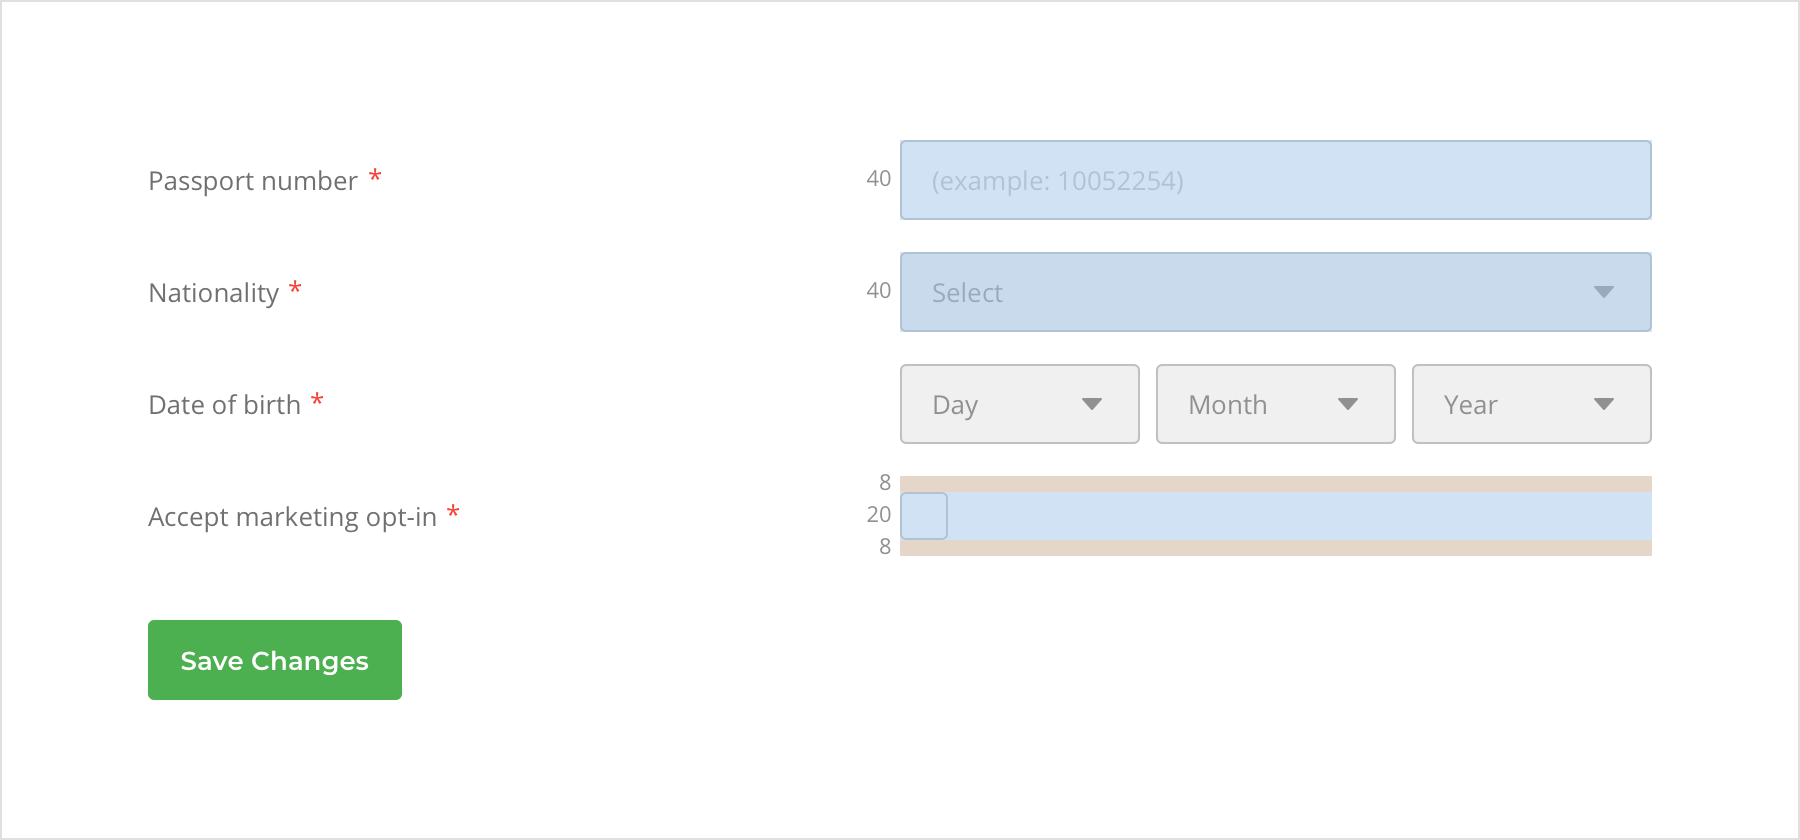 Passport number * 40 (example: 10052254)
Nationality * 40 Select
Date of birth * Day Month Year
8
Accept marketing opt-in * 20
8
Save Changes